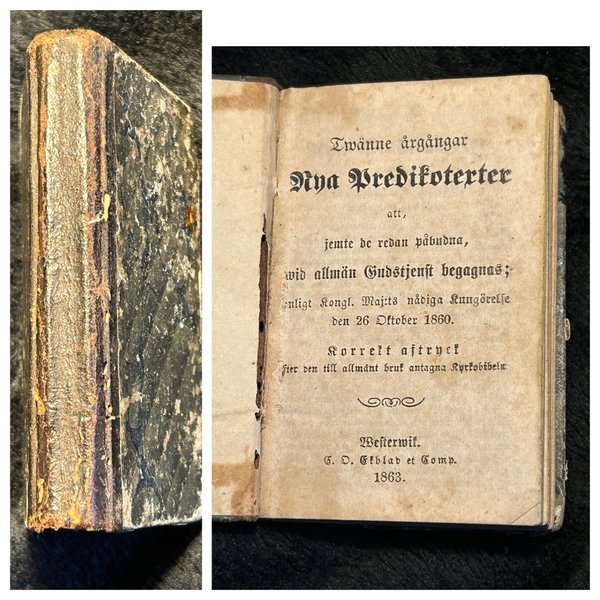 Twänne årgångar
Nya Predikotexter
att,
jemte de redan påbudna,
wid allmän Gudstjenst begagnas;
enligt Kongl. Maj:ts nådiga Kungörelse
den 26 Oktober 1860.
Korrekt aftryck
efter den till allmänt bruk antagna Kyrkobibeln
Westerwik.
C. O. Ekblad et Comp.
1863.